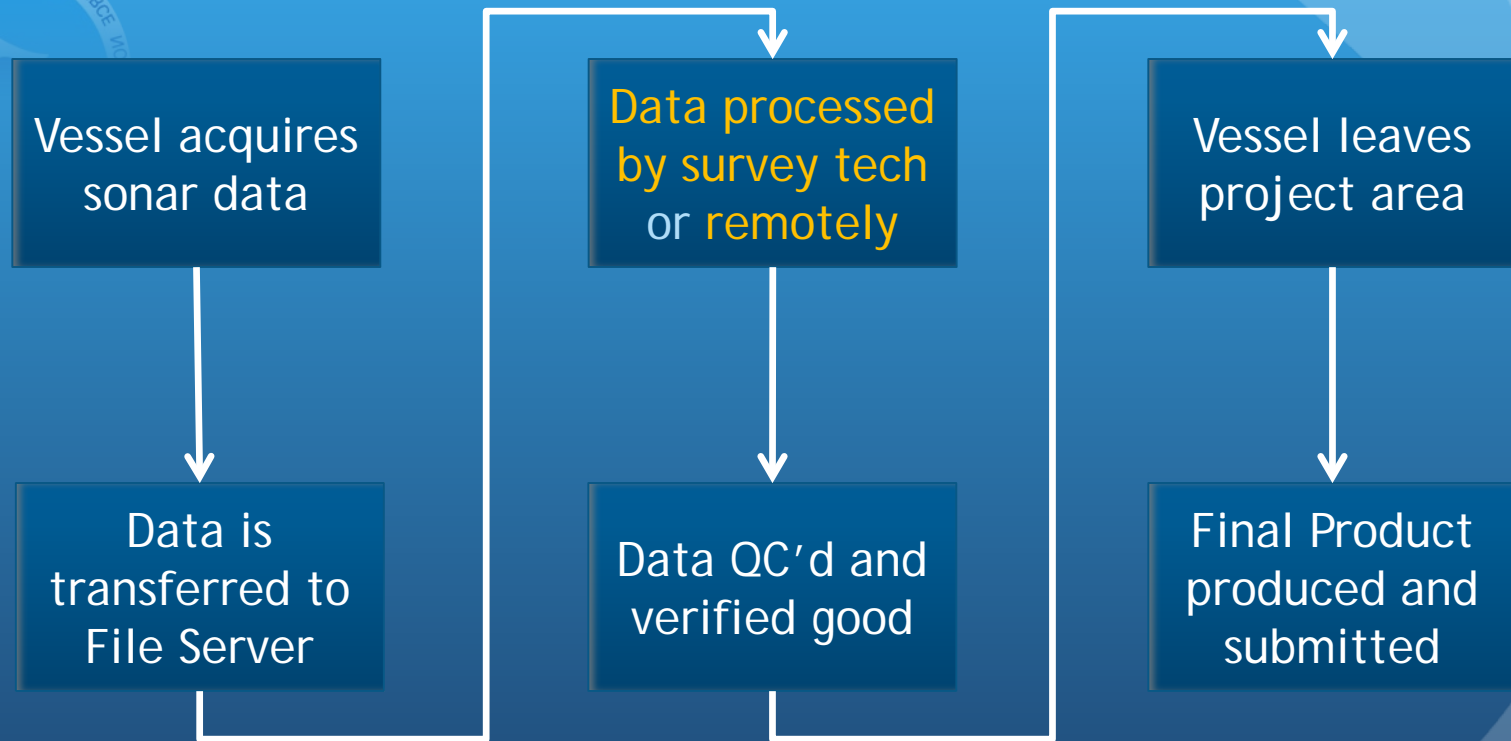 Vessel acquires
sonar data
Data is
transferred to
File Server
Data processed
by survey tech
or remotely
Data QC’d and
verified good
Vessel leaves
project area
Final Product
produced and
submitted